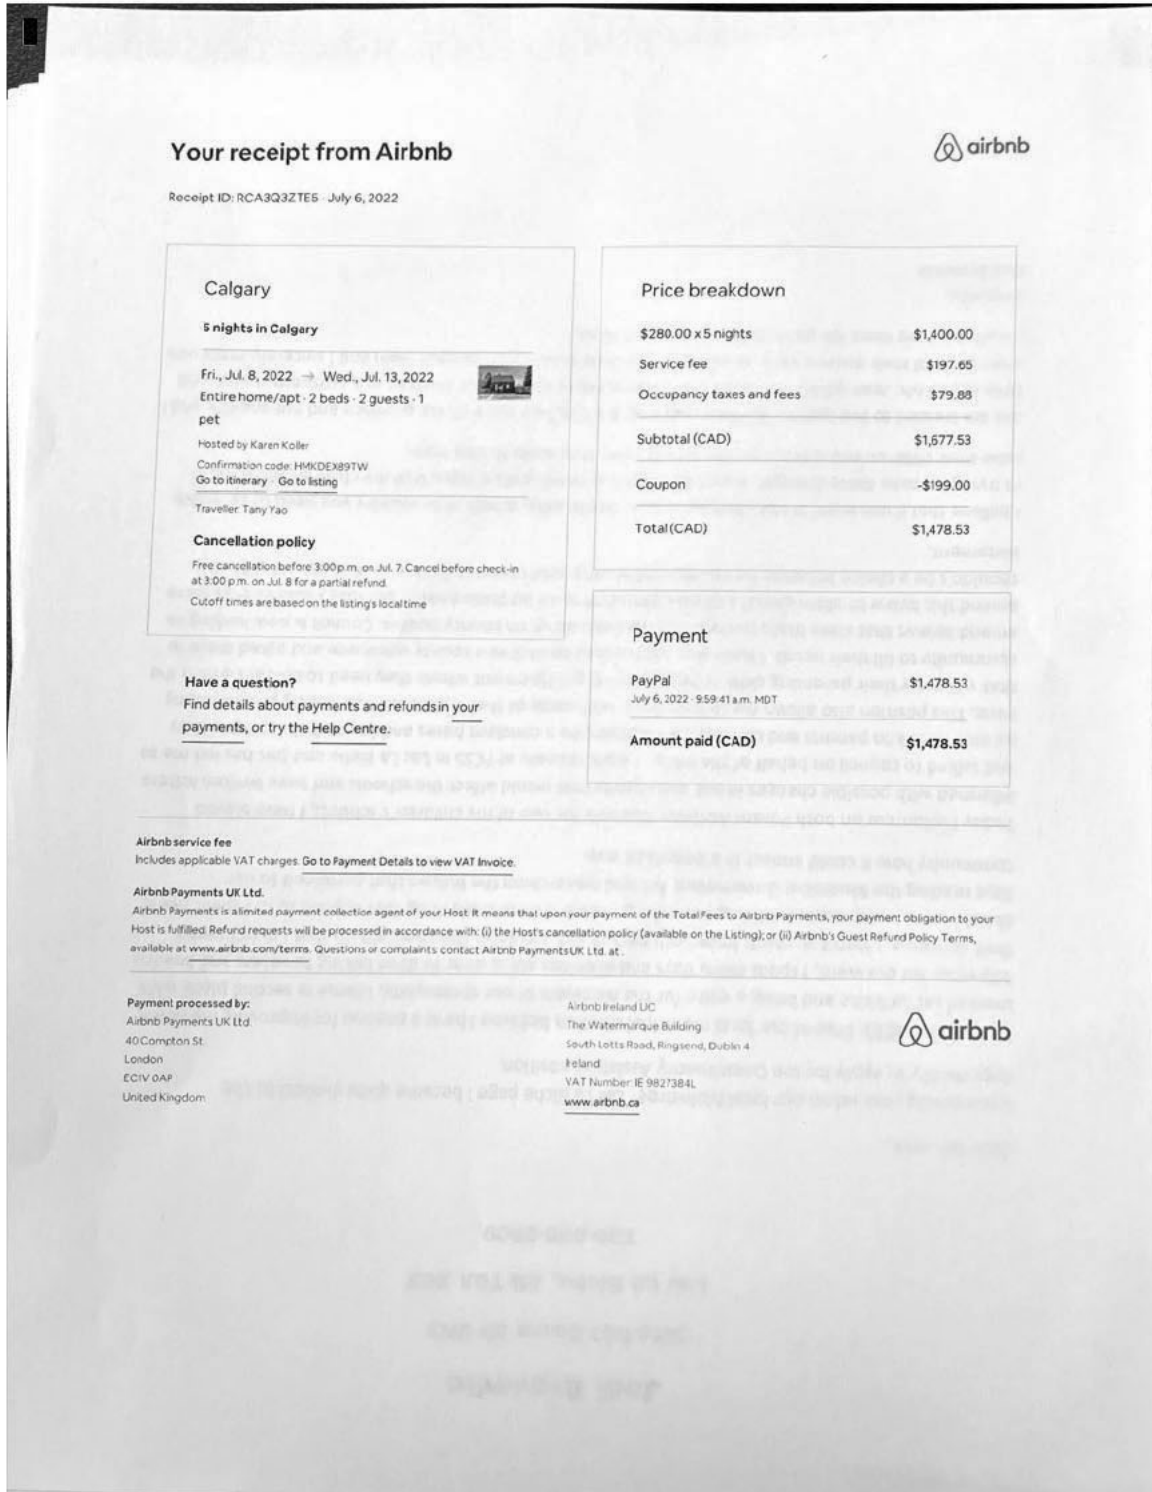 Your receipt from Airbnb
airbnb
Receipt ID: RCA3Q3ZTE5 · July 6, 2022
Calgary
5 nights in Calgary
Fri., Jul. 8, 2022 → Wed., Jul. 13, 2022
Entire home/apt · 2 beds · 2 guests · 1
pet
Hosted by Karen Koller
Confirmation code: HMKDEX89TW
Go to itinerary · Go to listing
Traveller: Tany Yao
Cancellation policy
Free cancellation before 3:00 p.m. on Jul. 7. Cancel before check-in
at 3:00 p.m. on Jul. 8 for a partial refund.
Cutoff times are based on the listing's local time
Have a question?
Find details about payments and refunds in your
payments, or try the Help Centre.
Price breakdown
$280.00 x 5 nights $1,400.00
Service fee $197.65
Occupancy taxes and fees $79.88
Subtotal (CAD) $1,677.53
Coupon -$199.00
Total (CAD) $1,478.53
Payment
PayPal $1,478.53
July 6, 2022 · 9:59:41 a.m. MDT
Amount paid (CAD) $1,478.53
Airbnb service fee
Includes applicable VAT charges. Go to Payment Details to view VAT Invoice.
Airbnb Payments UK Ltd.
Airbnb Payments is a limited payment collection agent of your Host. It means that upon your payment of the Total Fees to Airbnb Payments, your payment obligation to your
Host is fulfilled. Refund requests will be processed in accordance with: (i) the Host's cancellation policy (available on the Listing); or (ii) Airbnb's Guest Refund Policy Terms,
available at www.airbnb.com/terms. Questions or complaints: contact Airbnb Payments UK Ltd. at .
Payment processed by:
Airbnb Payments UK Ltd.
40 Compton St.
London
EC1V 0AP
United Kingdom
Airbnb Ireland UC
The Watermarque Building
South Lotts Road, Ringsend, Dublin 4
Ireland
VAT Number: IE 9827384L
www.airbnb.ca
airbnb